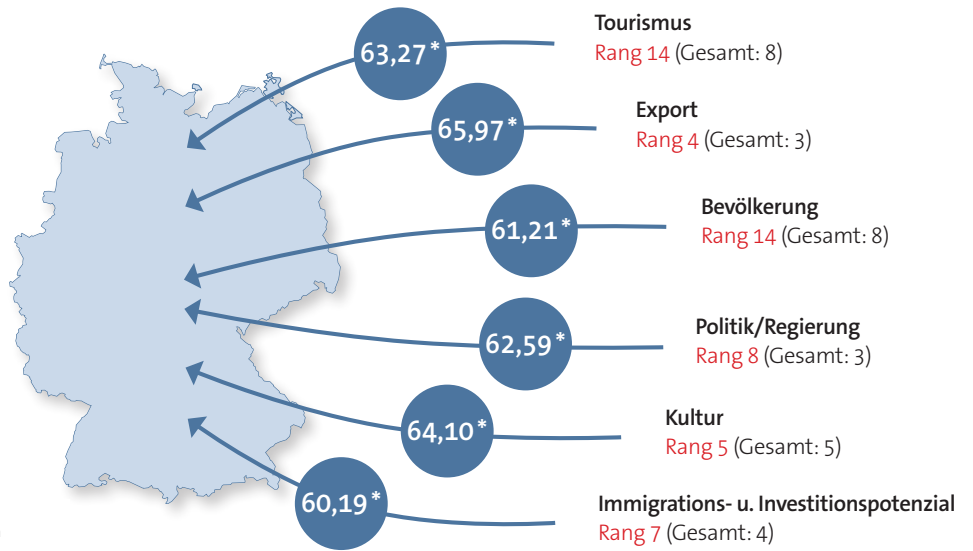 63,27*
Tourismus
Rang 14 (Gesamt: 8)
65,97*
Export
Rang 4 (Gesamt: 3)
61,21*
Bevölkerung
Rang 14 (Gesamt: 8)
62,59*
Politik/Regierung
Rang 8 (Gesamt: 3)
64,10*
Kultur
Rang 5 (Gesamt: 5)
60,19*
Immigrations- u. Investitionspotenzial
Rang 7 (Gesamt: 4)